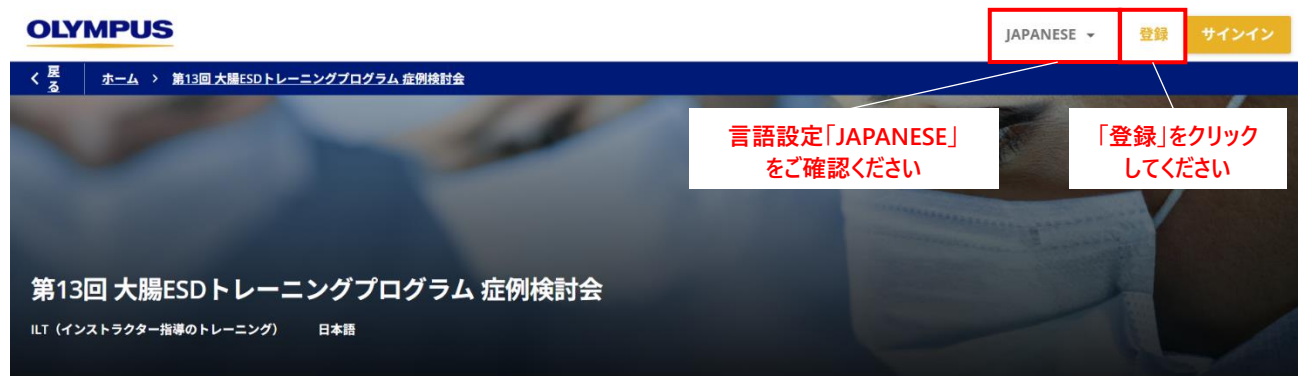 OLYMPUS
JAPANESE
登録
サインイン
戻る
ホーム > 第13回 大腸ESDトレーニングプログラム 症例検討会
言語設定「JAPANESE」
をご確認ください
「登録」をクリック
してください
第13回 大腸ESDトレーニングプログラム 症例検討会
ILT（インストラクター指導のトレーニング） 日本語